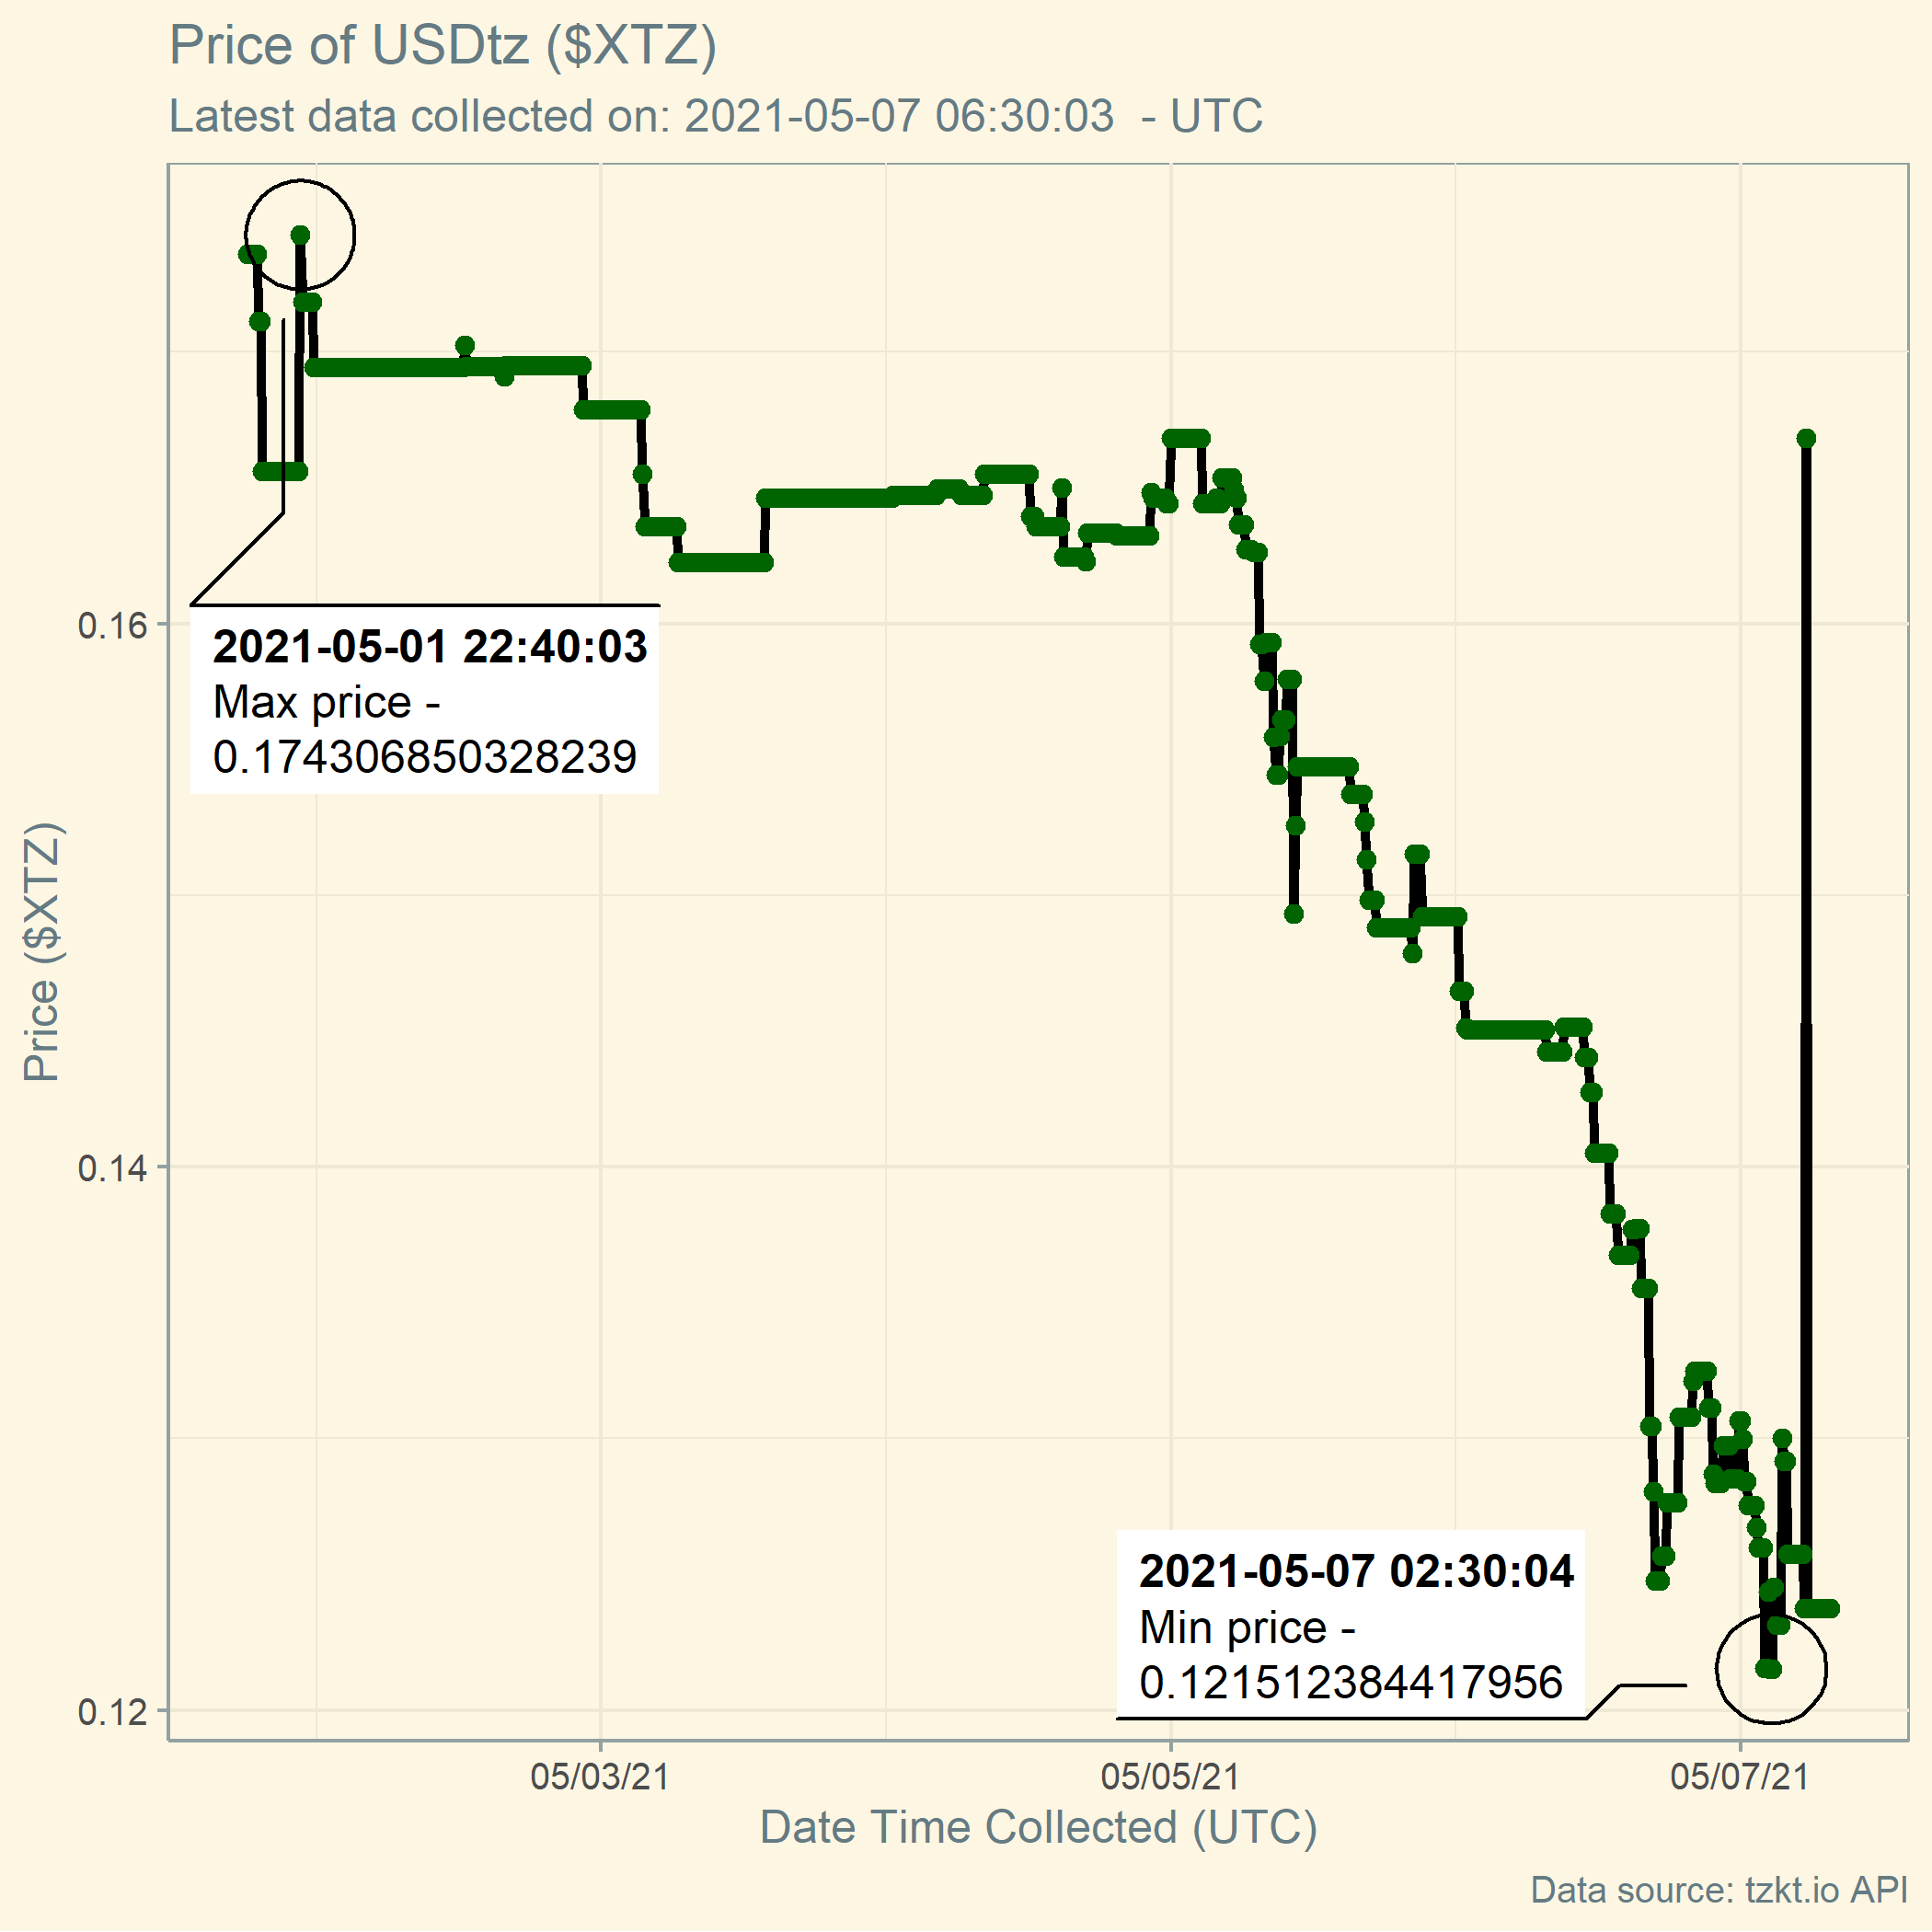 Price of USDtz ($XTZ)
Latest data collected on: 2021-05-07 06:30:03  - UTC
Price ($XTZ)
0.16
0.14
0.12
2021-05-01 22:40:03
Max price -
0.174306850328239
2021-05-07 02:30:04
Min price -
0.121512384417956
05/03/21
05/05/21
05/07/21
Date Time Collected (UTC)
Data source: tzkt.io API